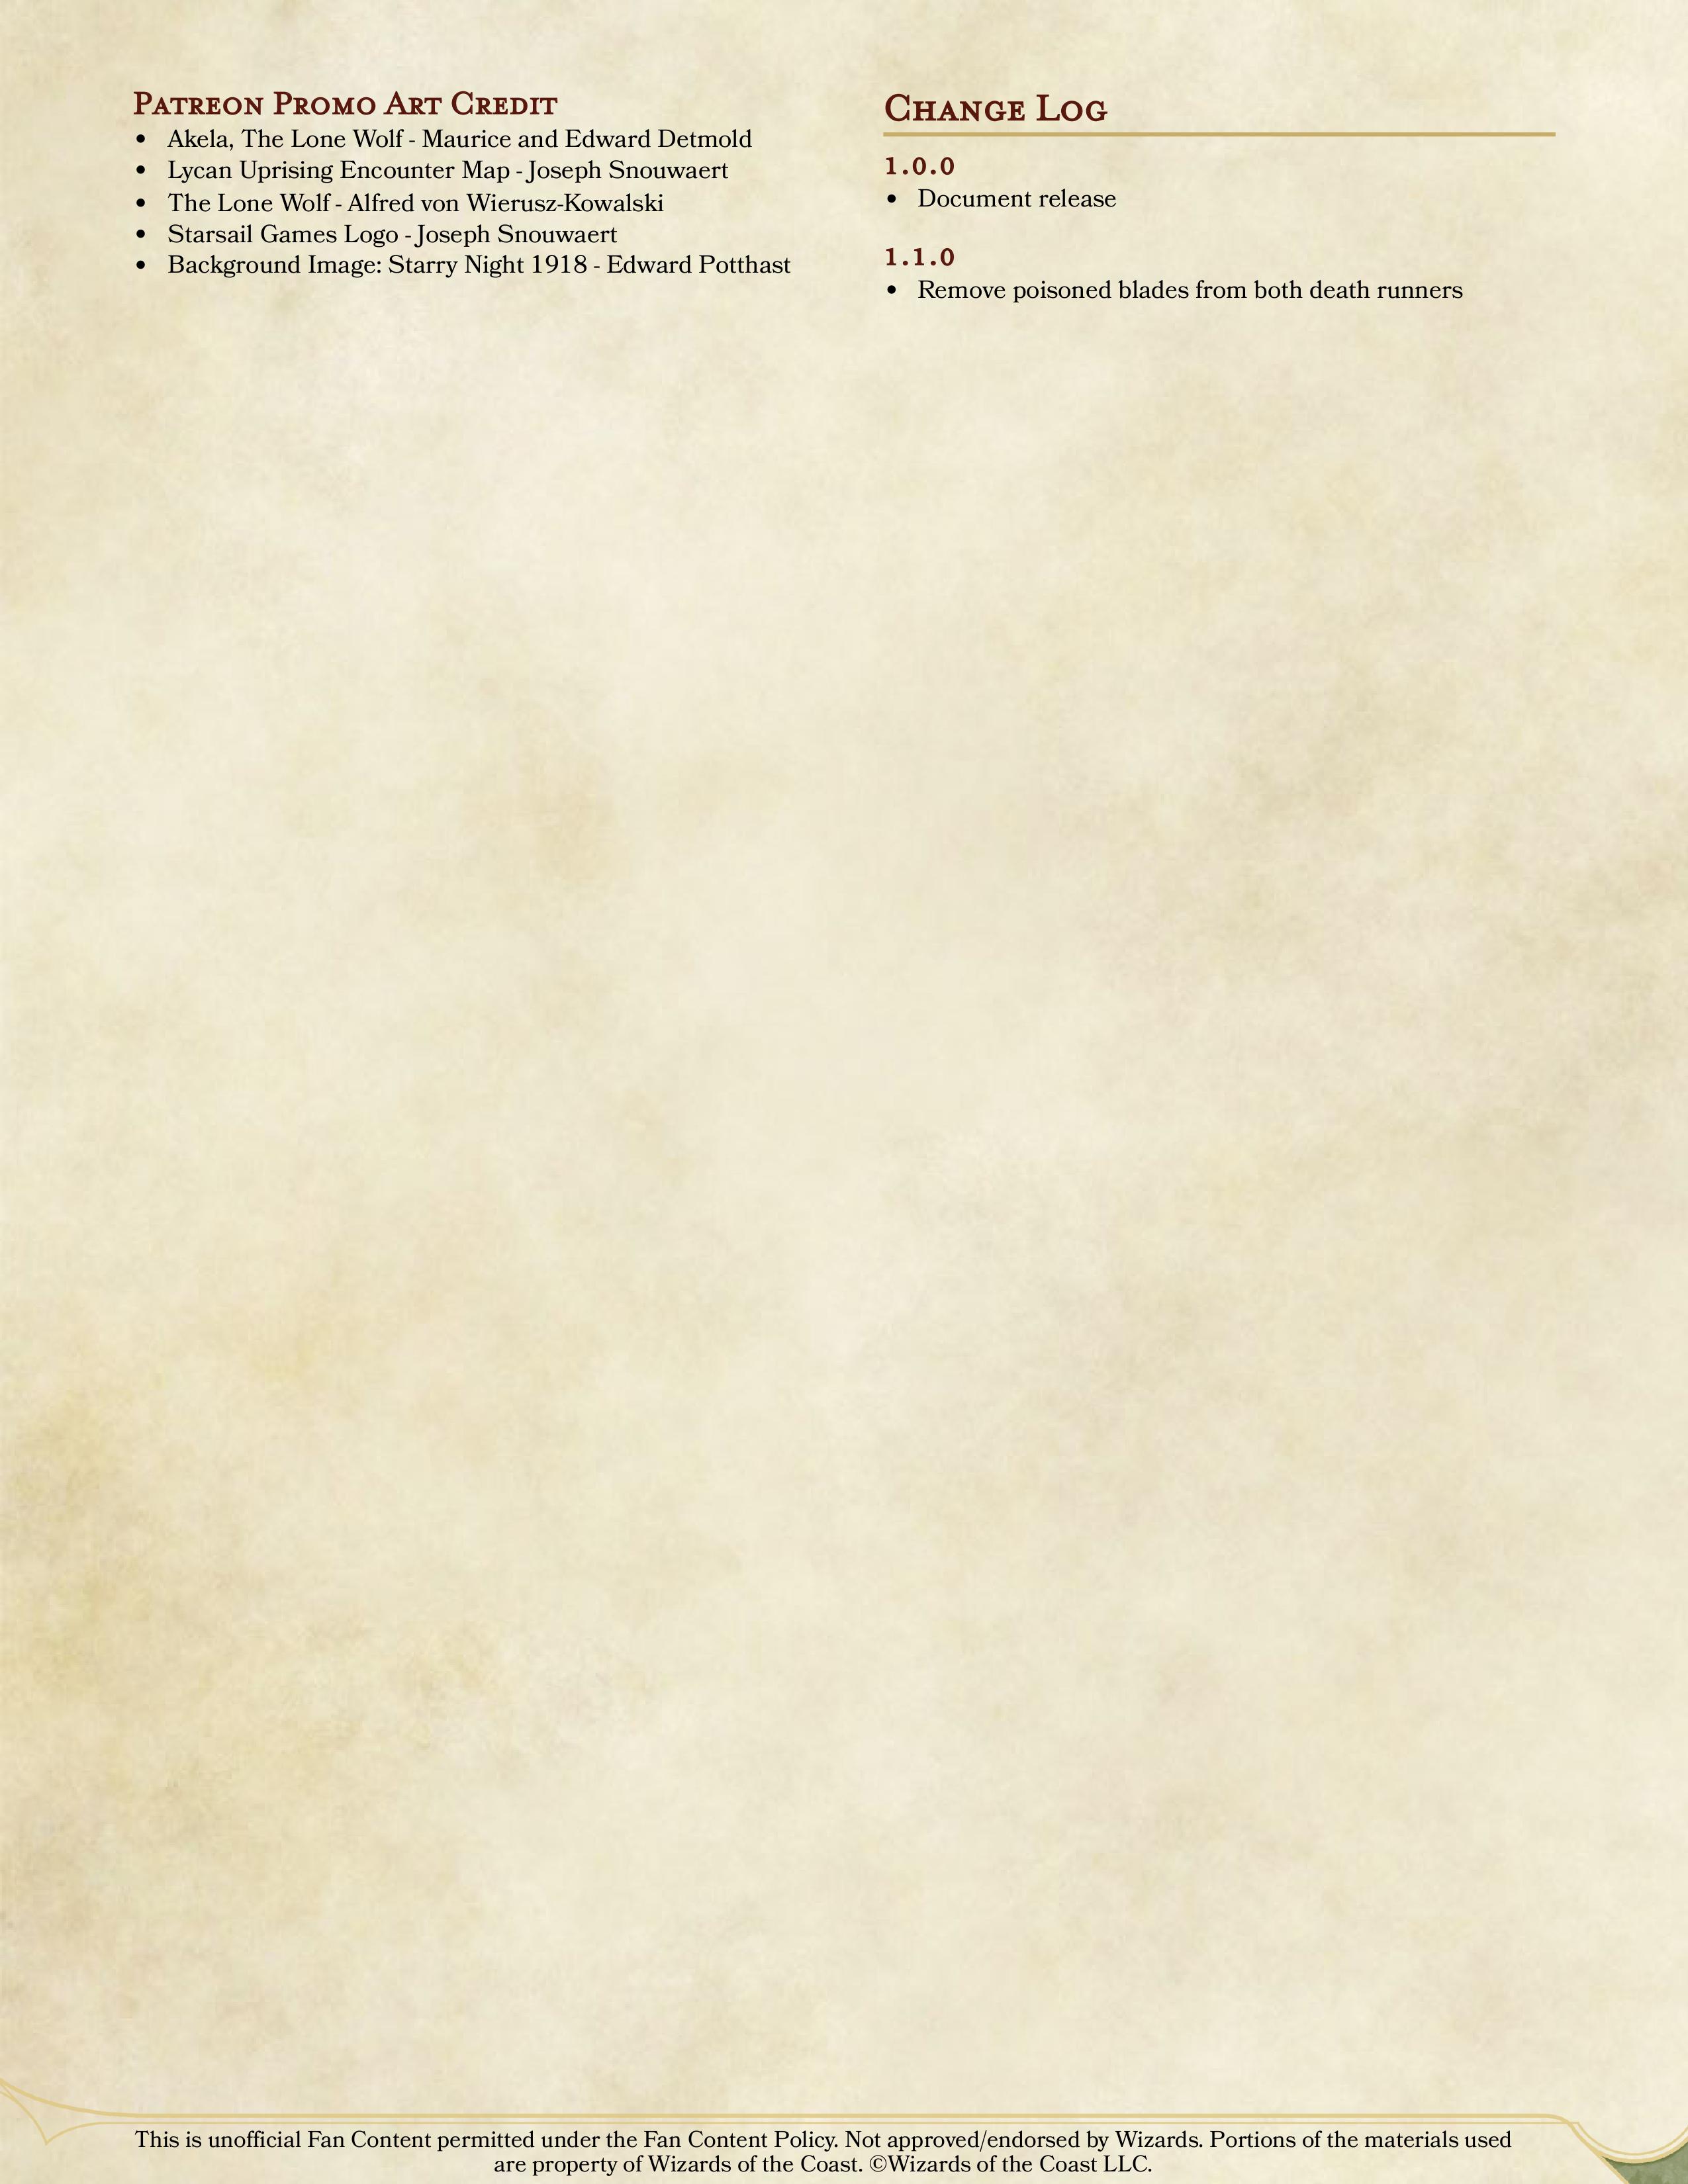 Patreon Promo Art Credit
• Akela, The Lone Wolf - Maurice and Edward Detmold
• Lycan Uprising Encounter Map - Joseph Snouwaert
• The Lone Wolf - Alfred von Wierusz-Kowalski
• Starsail Games Logo - Joseph Snouwaert
• Background Image: Starry Night 1918 - Edward Potthast
Change Log
1.0.0
• Document release
1.1.0
• Remove poisoned blades from both death runners
This is unofficial Fan Content permitted under the Fan Content Policy. Not approved/endorsed by Wizards. Portions of the materials used
are property of Wizards of the Coast. ©Wizards of the Coast LLC.